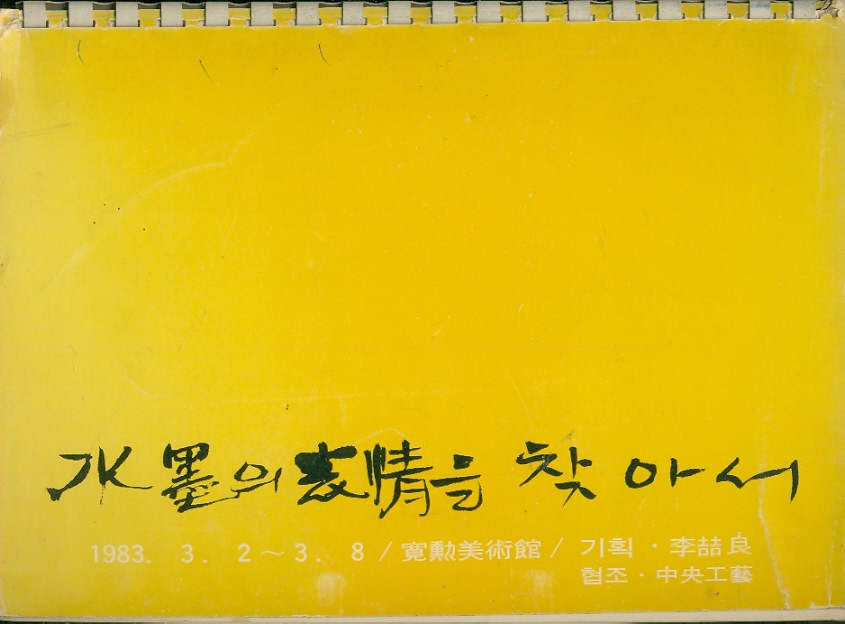 水墨의 表情을 찾아서
1983. 3. 2~3. 8 / 寬勳美術館 / 기획 · 李喆良
협조 · 中央工藝